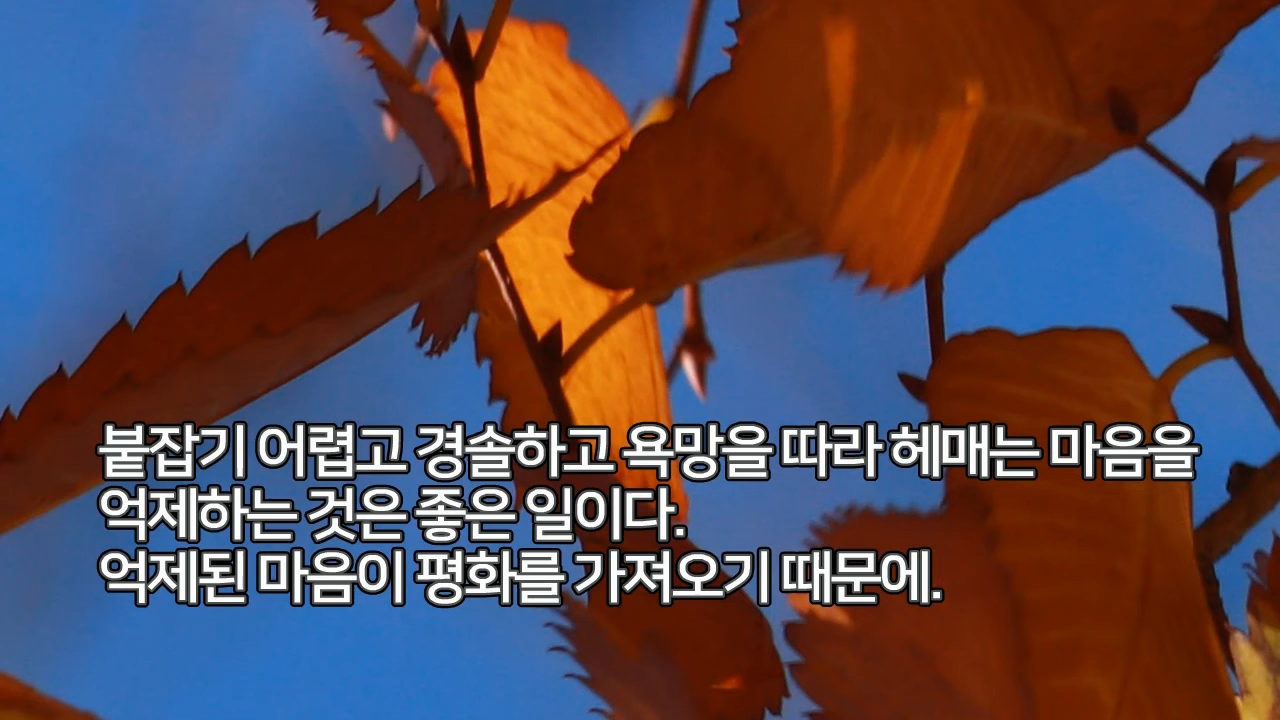 붙잡기 어렵고 경솔하고 욕망을 따라 헤매는 마음을
억제하는 것은 좋은 일이다.
억제된 마음이 평화를 가져오기 때문에.